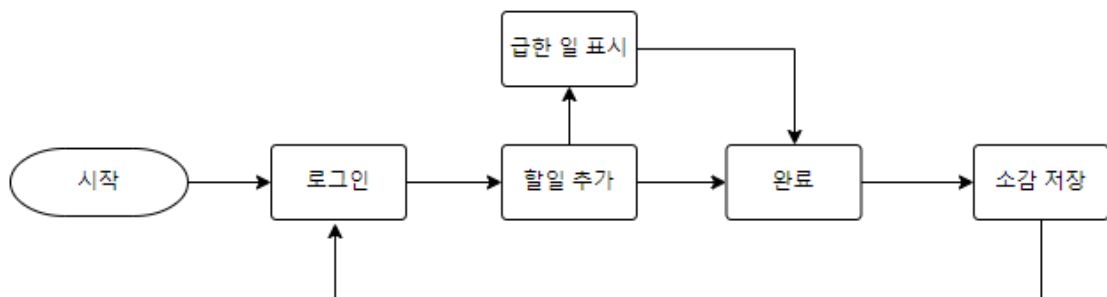 급한 일 표시
시작
로그인
할일 추가
완료
소감 저장